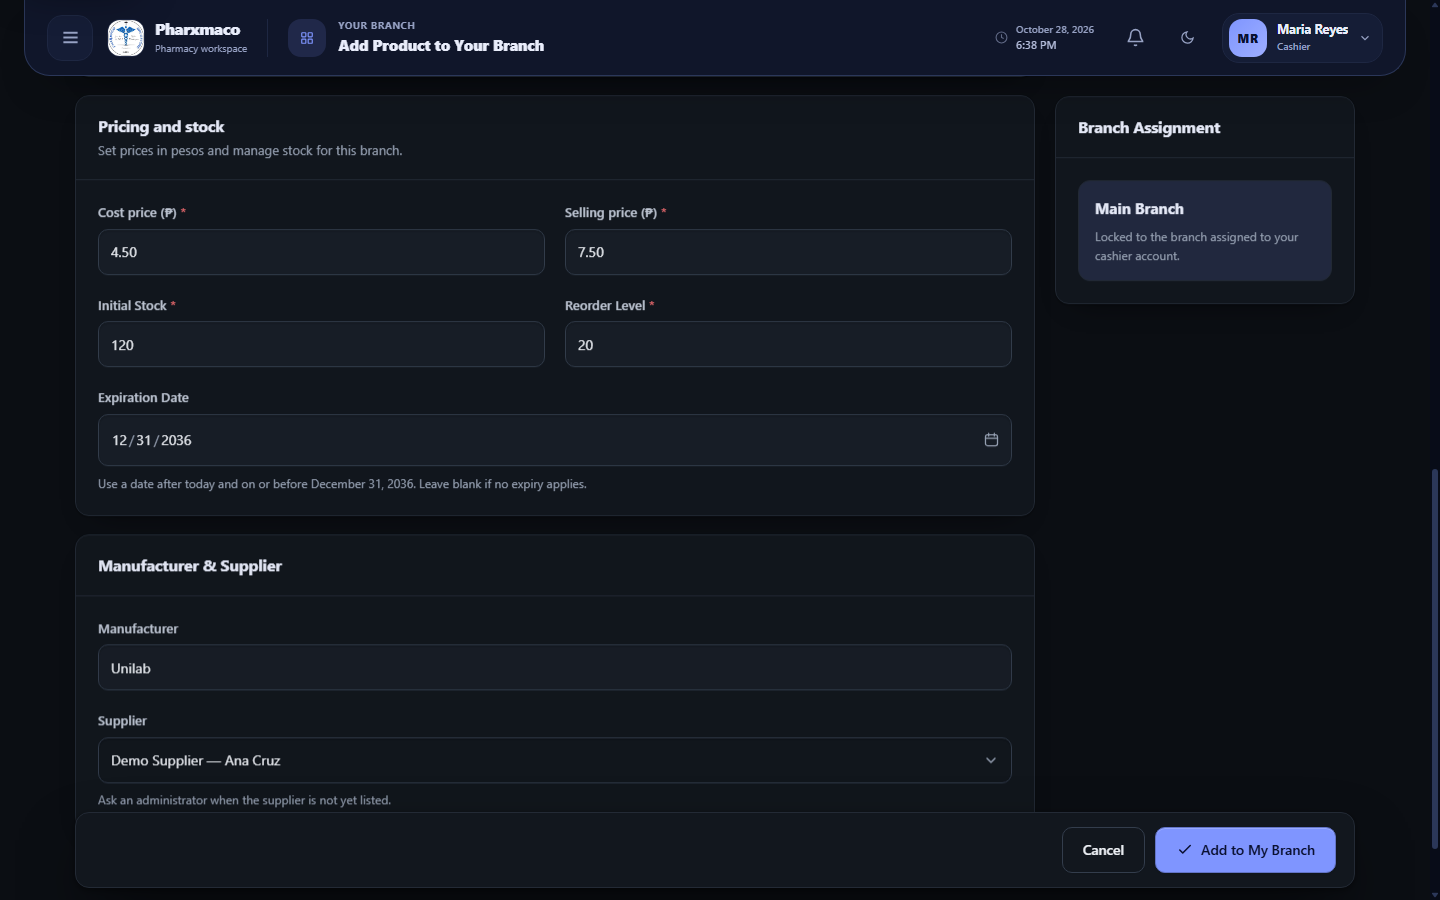 Pharxmaco
Pharmacy workspace
YOUR BRANCH
Add Product to Your Branch
October 28, 2026
6:38 PM
MR
Maria Reyes
Cashier
Pricing and stock
Set prices in pesos and manage stock for this branch.
Cost price (₱) *
4.50
Selling price (₱) *
7.50
Initial Stock *
120
Reorder Level *
20
Expiration Date
12/31/2036
Use a date after today and on or before December 31, 2036. Leave blank if no expiry applies.
Manufacturer & Supplier
Manufacturer
Unilab
Supplier
Demo Supplier — Ana Cruz
Ask an administrator when the supplier is not yet listed.
Branch Assignment
Main Branch
Locked to the branch assigned to your
cashier account.
Cancel
Add to My Branch